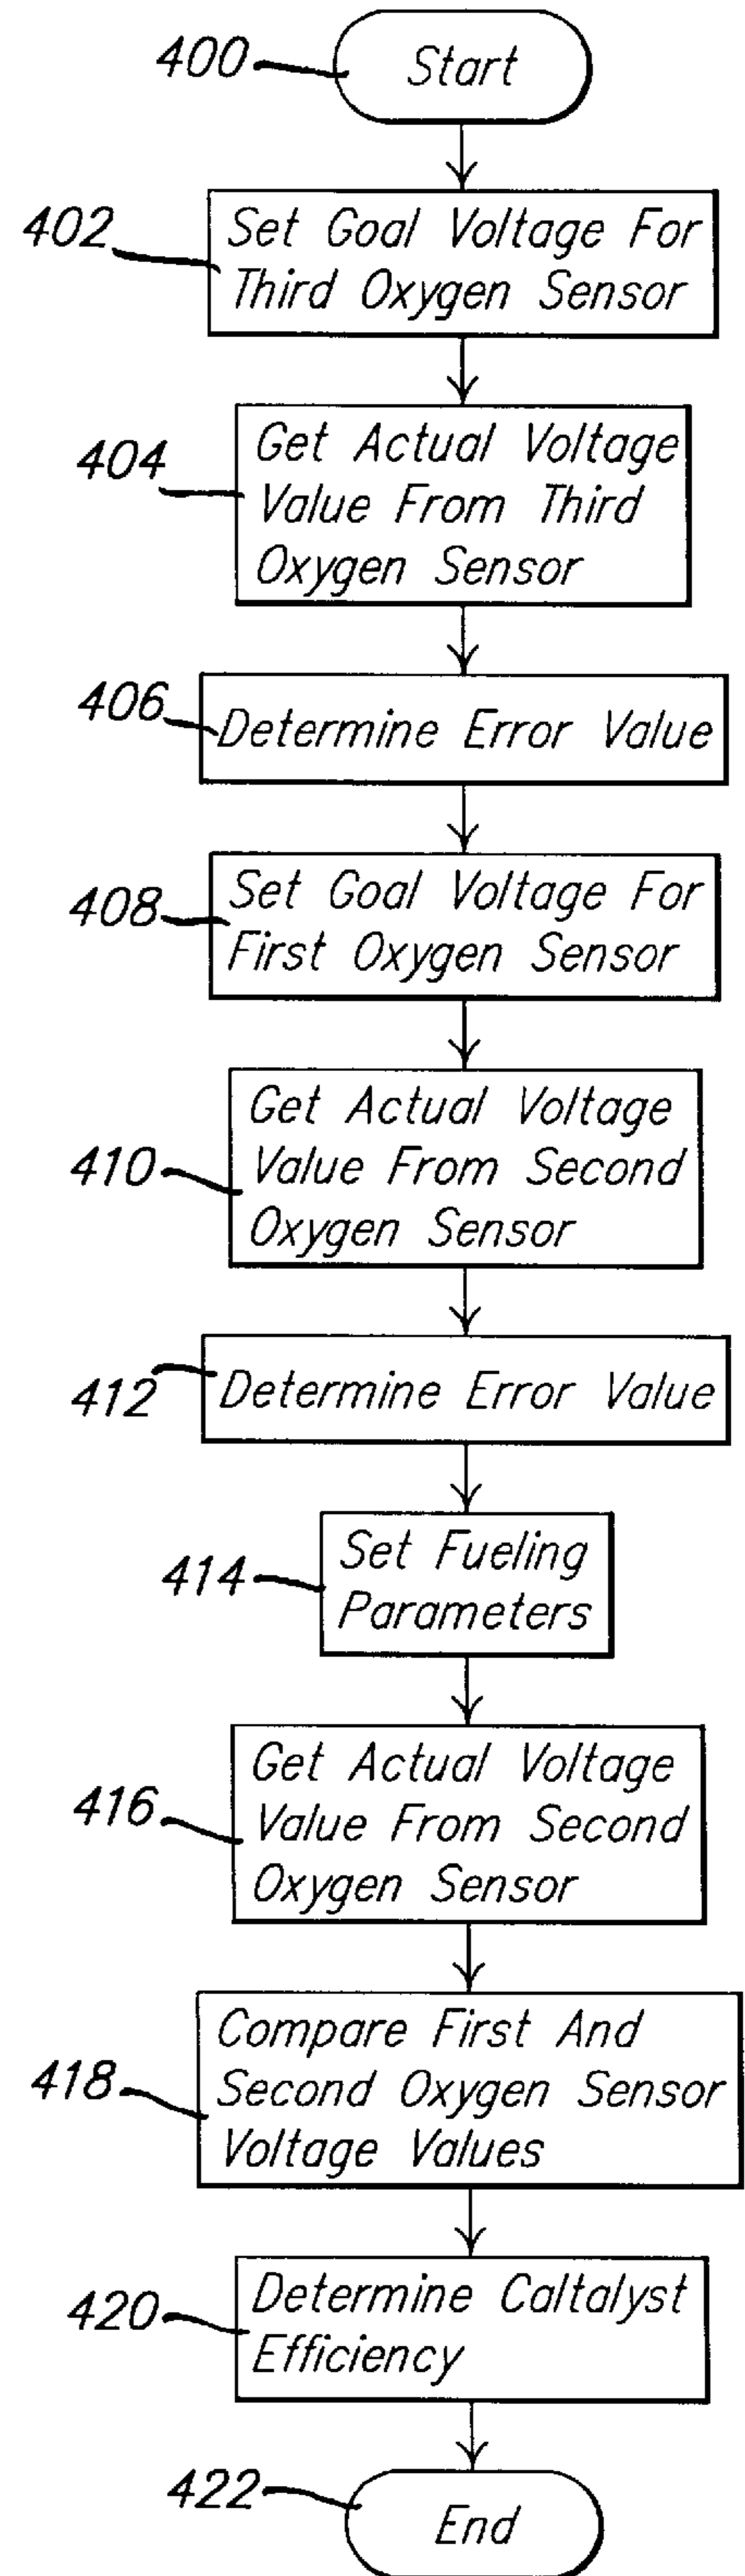 400
Start
402
Set Goal Voltage For
Third Oxygen Sensor
404
Get Actual Voltage
Value From Third
Oxygen Sensor
406
Determine Error Value
408
Set Goal Voltage For
First Oxygen Sensor
410
Get Actual Voltage
Value From Second
Oxygen Sensor
412
Determine Error Value
414
Set Fueling
Parameters
416
Get Actual Voltage
Value From Second
Oxygen Sensor
418
Compare First And
Second Oxygen Sensor
Voltage Values
420
Determine Caltalyst
Efficiency
422
End